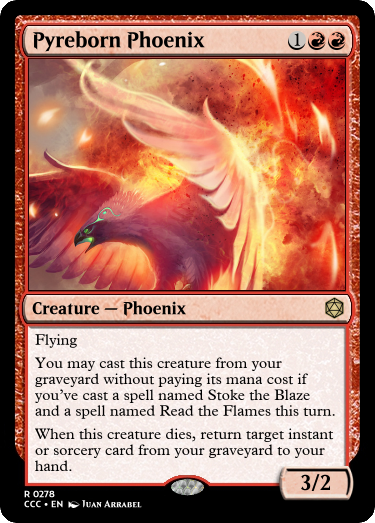 Pyreborn Phoenix 1
Creature — Phoenix
Flying
You may cast this creature from your
graveyard without paying its mana cost if
you've cast a spell named Stoke the Blaze
and a spell named Read the Flames this turn.
When this creature dies, return target instant
or sorcery card from your graveyard to your
hand.
3/2
R 0278
CCC • EN Juan Arrabel